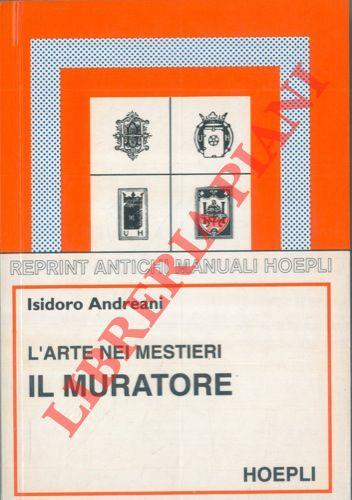 U H
REPRINT ANTICHI MANUALI HOEPLI
Isidoro Andreani
L'ARTE NEI MESTIERI
IL MURATORE
HOEPLI
LIBRERIA PIANI